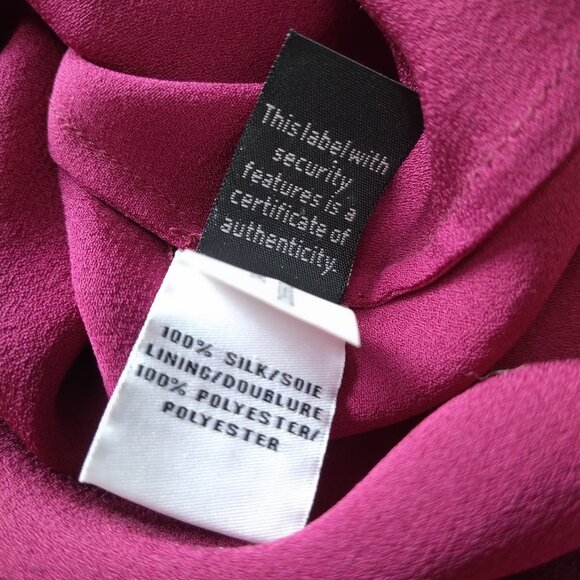 This label with
security
features is a
certificate of
authenticity.
100% SILK/SOIE
LINING/DOUBLURE
100% POLYESTER/
POLYESTER